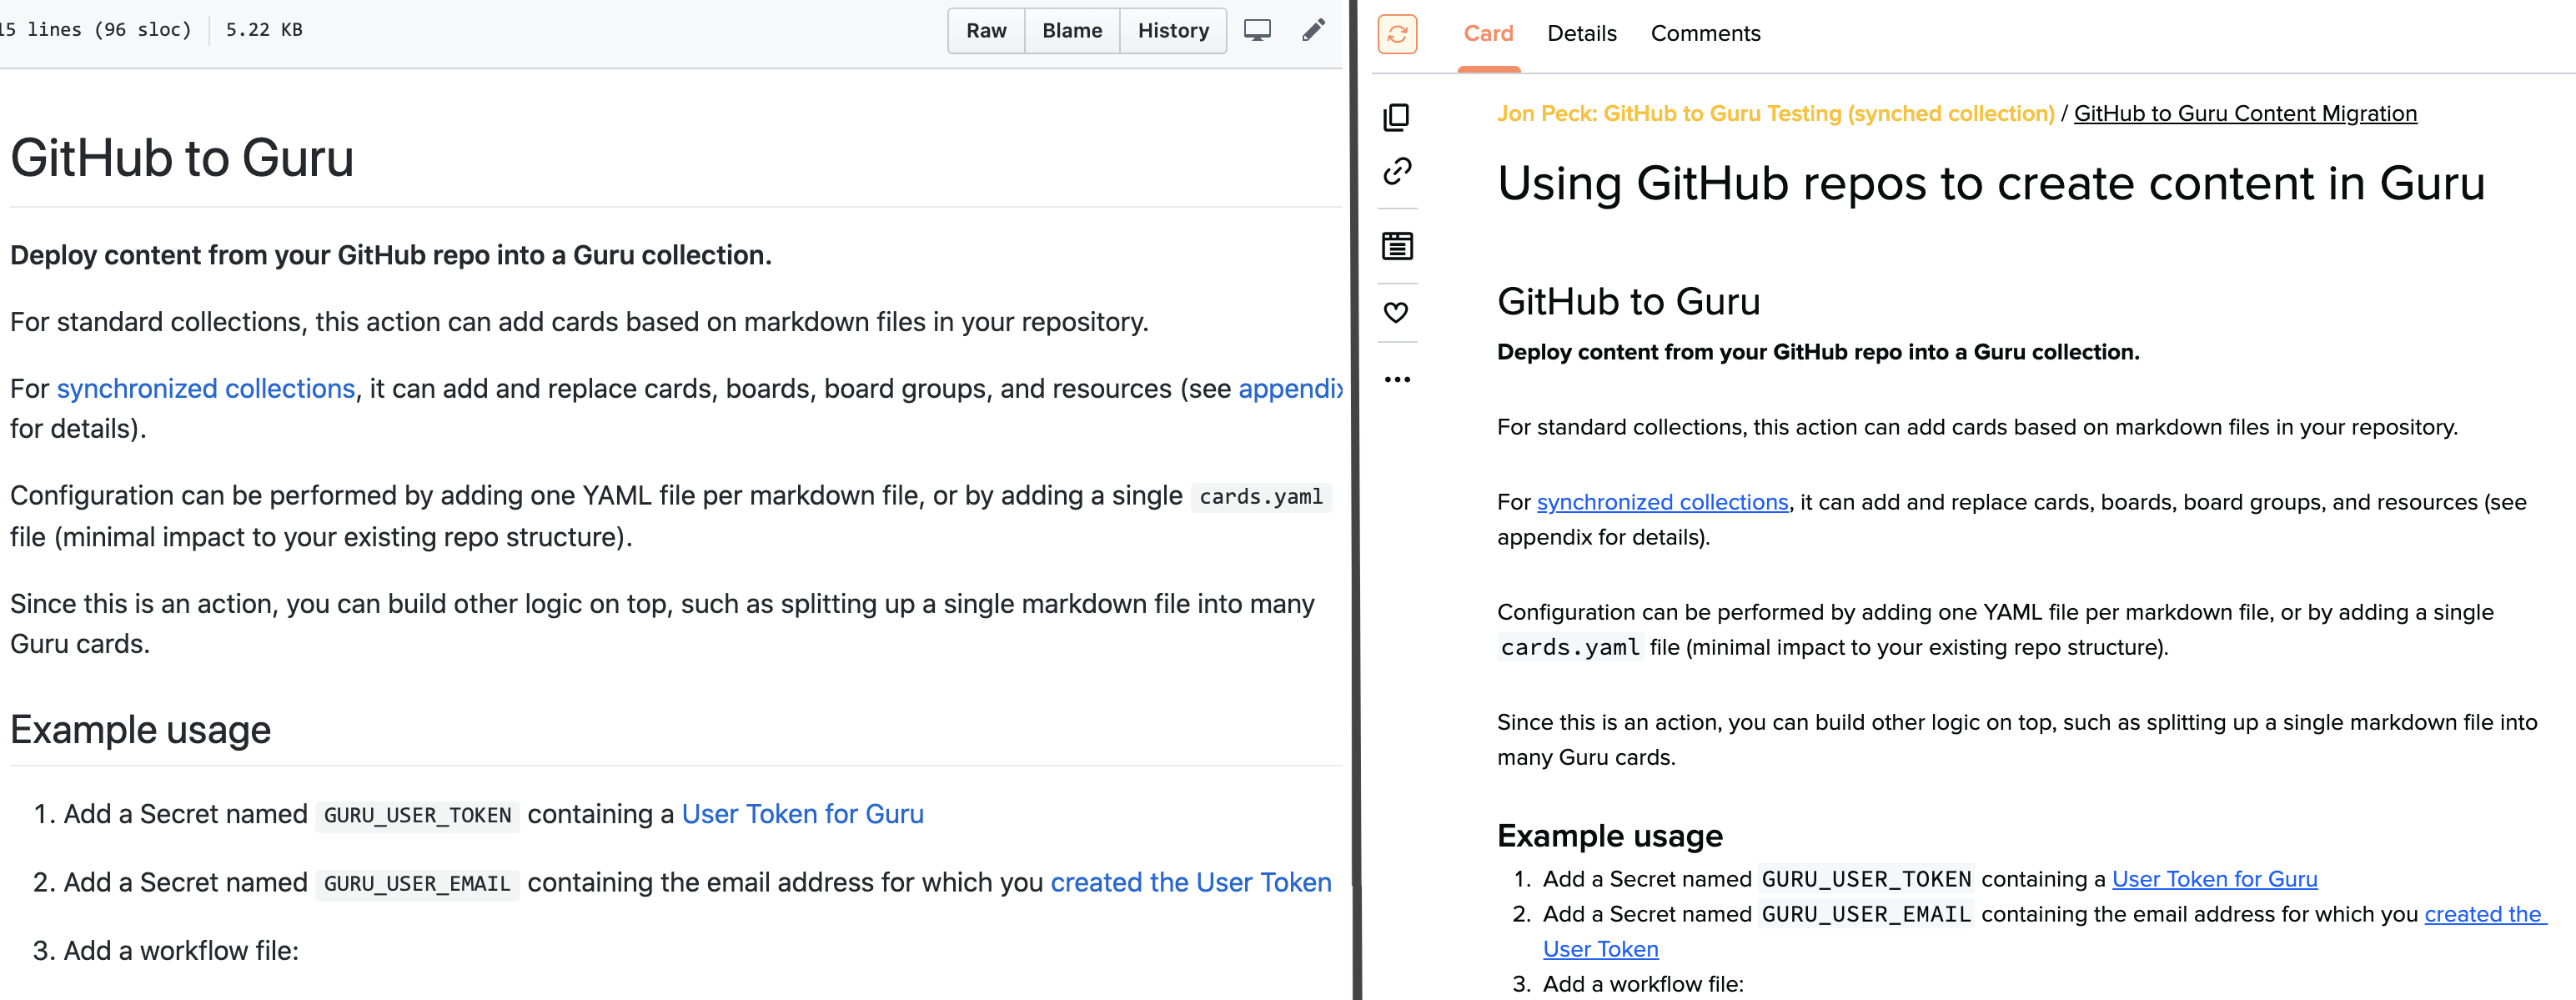 15 lines (96 sloc) 5.22 KB
Raw Blame History
GitHub to Guru
Deploy content from your GitHub repo into a Guru collection.
For standard collections, this action can add cards based on markdown files in your repository.
For synchronized collections, it can add and replace cards, boards, board groups, and resources (see appendix
for details).
Configuration can be performed by adding one YAML file per markdown file, or by adding a single cards.yaml
file (minimal impact to your existing repo structure).
Since this is an action, you can build other logic on top, such as splitting up a single markdown file into many
Guru cards.
Example usage
1. Add a Secret named GURU_USER_TOKEN containing a User Token for Guru
2. Add a Secret named GURU_USER_EMAIL containing the email address for which you created the User Token
3. Add a workflow file:
Card Details Comments
Jon Peck: GitHub to Guru Testing (synched collection) / GitHub to Guru Content Migration
Using GitHub repos to create content in Guru
GitHub to Guru
Deploy content from your GitHub repo into a Guru collection.
For standard collections, this action can add cards based on markdown files in your repository.
For synchronized collections, it can add and replace cards, boards, board groups, and resources (see
appendix for details).
Configuration can be performed by adding one YAML file per markdown file, or by adding a single
cards.yaml file (minimal impact to your existing repo structure).
Since this is an action, you can build other logic on top, such as splitting up a single markdown file into
many Guru cards.
Example usage
1. Add a Secret named GURU_USER_TOKEN containing a User Token for Guru
2. Add a Secret named GURU_USER_EMAIL containing the email address for which you created the
User Token
3. Add a workflow file: